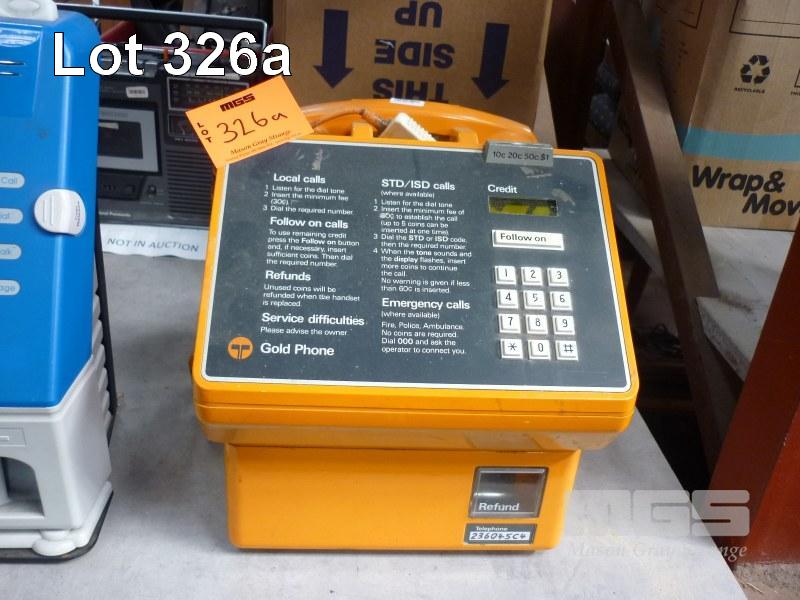 Lot 326a
THIS
SIDE
UP
MGS
LOT
326a
Mason Gray Strange
10c 20c 50c $1
Wrap&
Mov
RECYCLABLE
NOT IN AUCTION
Call
Local calls
1 Listen for the dial tone
2 Insert the minimum fee
(30¢)
3 Dial the required number.
Follow on calls
To use remaining credit
press the Follow on button
and, if necessary, insert
sufficient coins. Then dial
the required number.
Refunds
Unused coins will be
refunded when the handset
is replaced.
Service difficulties
Please advise the owner.
Gold Phone
STD/ISD calls
(where available)
1 Listen for the dial tone
2 Insert the minimum fee of
60¢ to establish the call
(up to 5 coins can be
inserted at one time)
3 Dial the STD or ISD code,
then the required number.
4 When the tone sounds and
the display flashes, insert
more coins to continue
the call.
No warning is given if less
than 60¢ is inserted.
Emergency calls
(where available)
Fire, Police, Ambulance.
No coins are required.
Dial 000 and ask the
operator to connect you.
Credit
Follow on
1 2 3
4 5 6
7 8 9
* 0 #
Refund
Telephone
236045C4
MGS
Mason Gray Strange